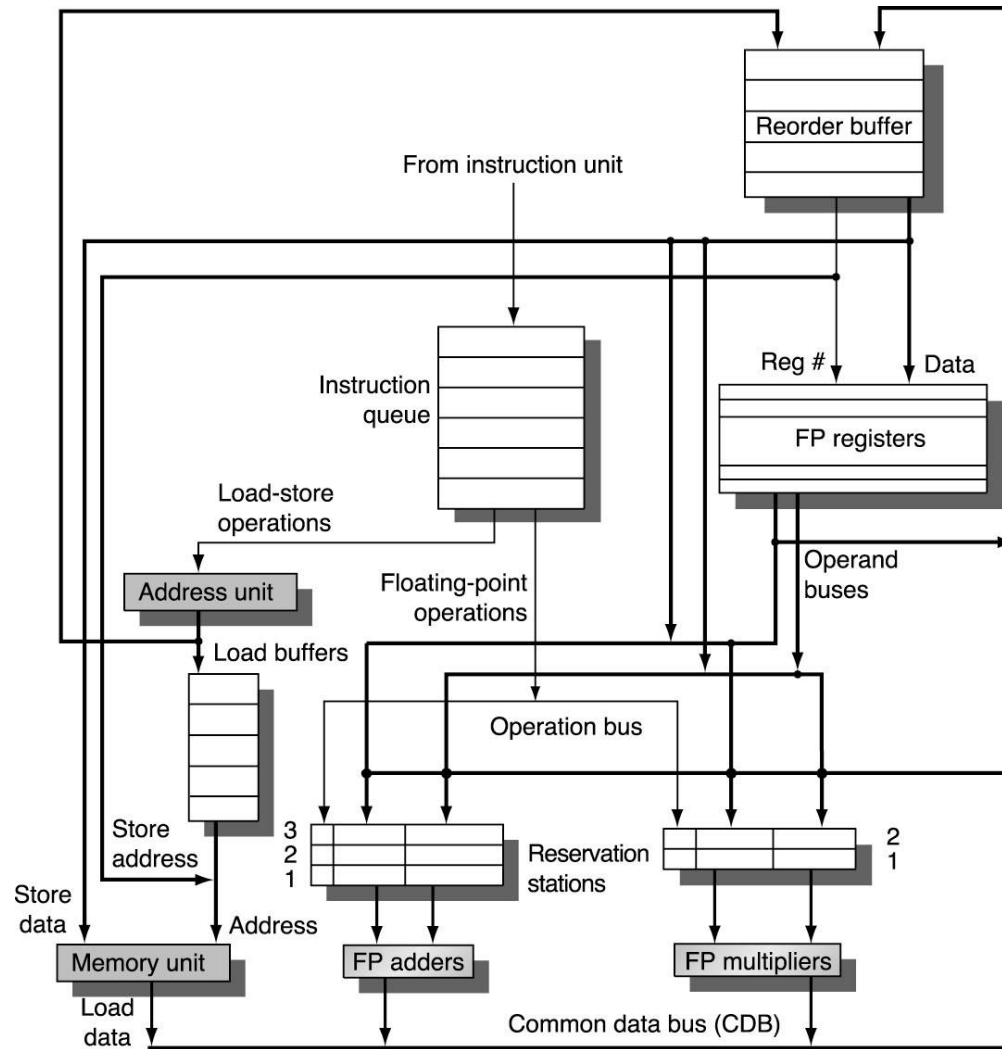 Reorder buffer
From instruction unit
Reg #
Data
Instruction
queue
FP registers
Load-store
operations
Operand
buses
Address unit
Floating-point
operations
Load buffers
Operation bus
Store
address
3
2
1
Reservation
stations
2
1
Store
data
Address
Memory unit
FP adders
FP multipliers
Load
data
Common data bus (CDB)